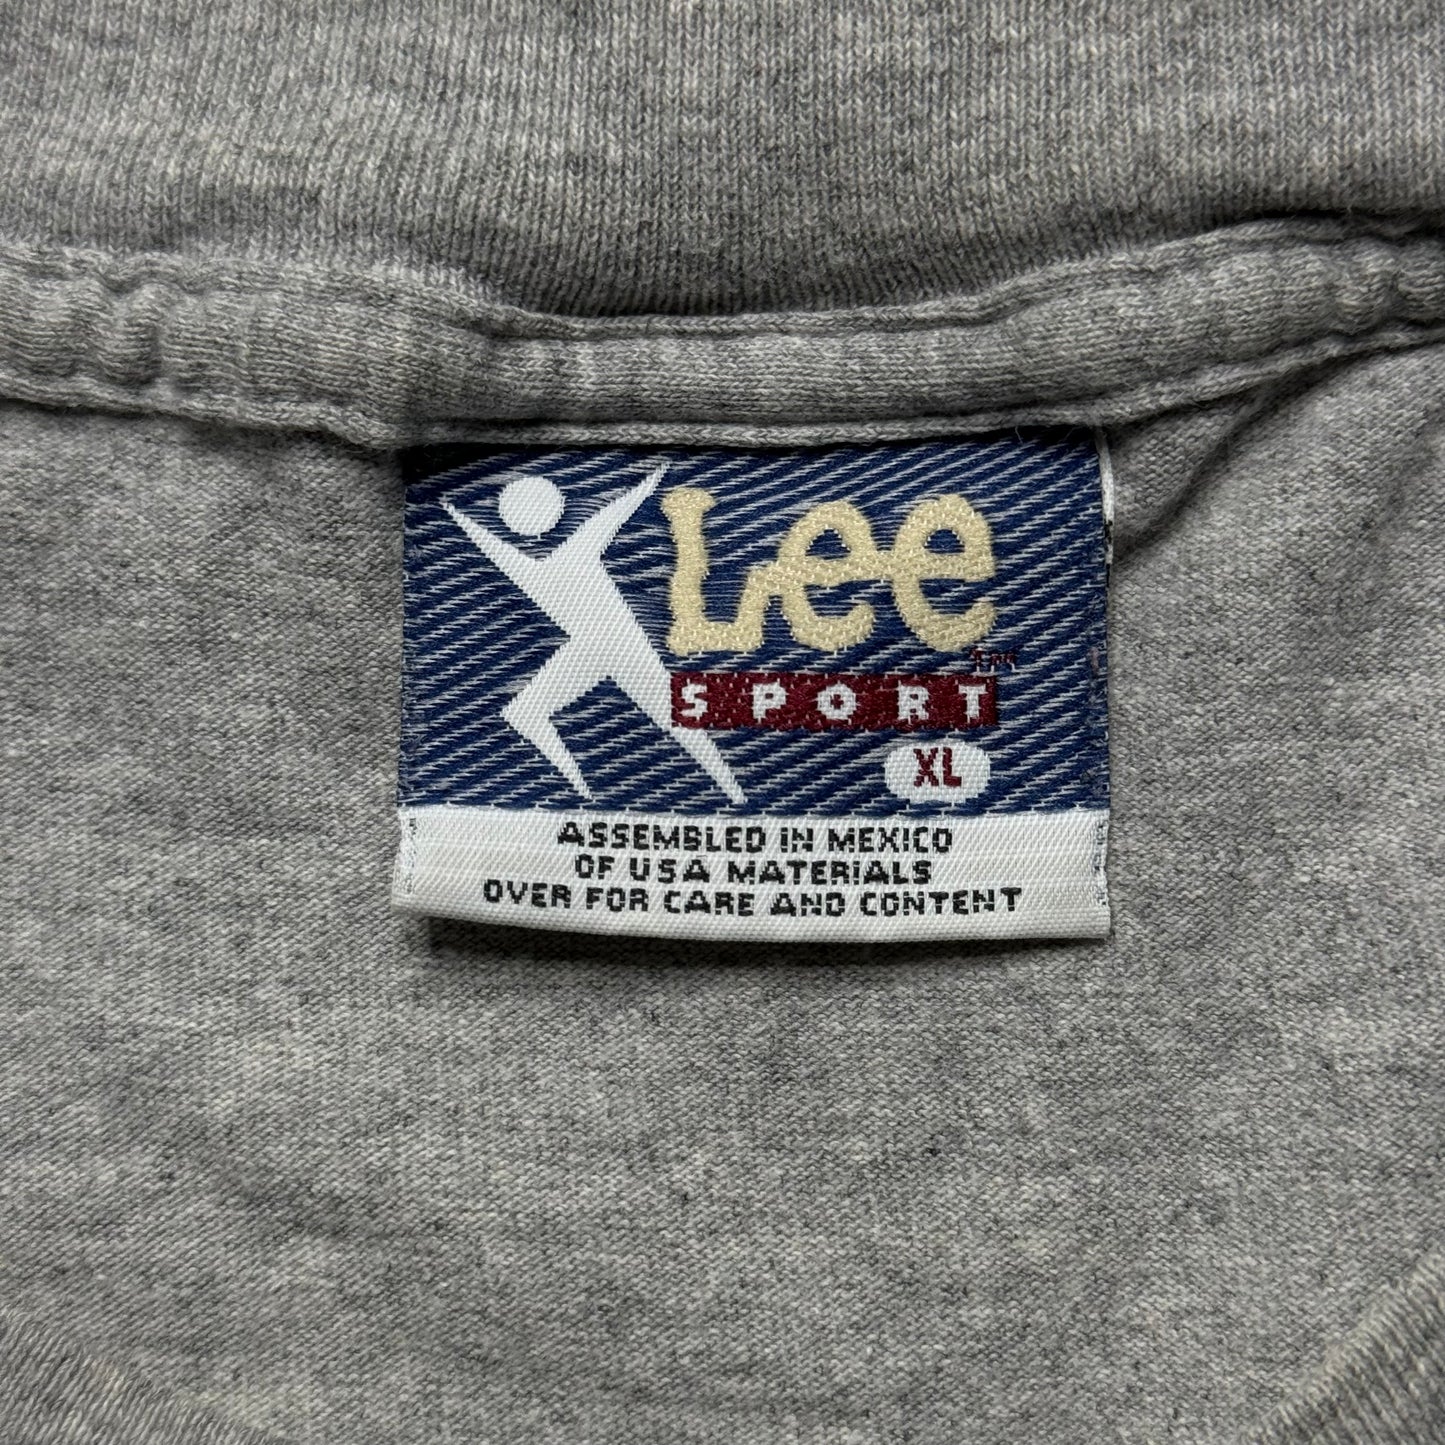 Lee
SPORT
XL
ASSEMBLED IN MEXICO
OF USA MATERIALS
OVER FOR CARE AND CONTENT